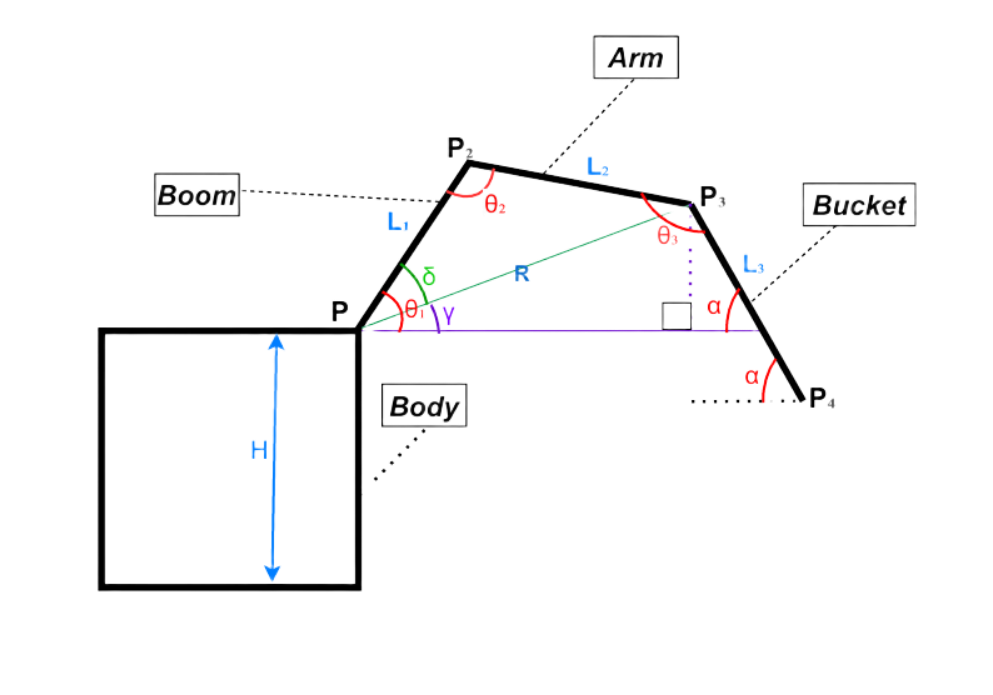 Arm
P₂
L₂
Boom
θ₂
P₃
Bucket
L₁
θ₃
L₃
δ
R
P
θ₁
γ
α
α
Body
P₄
H